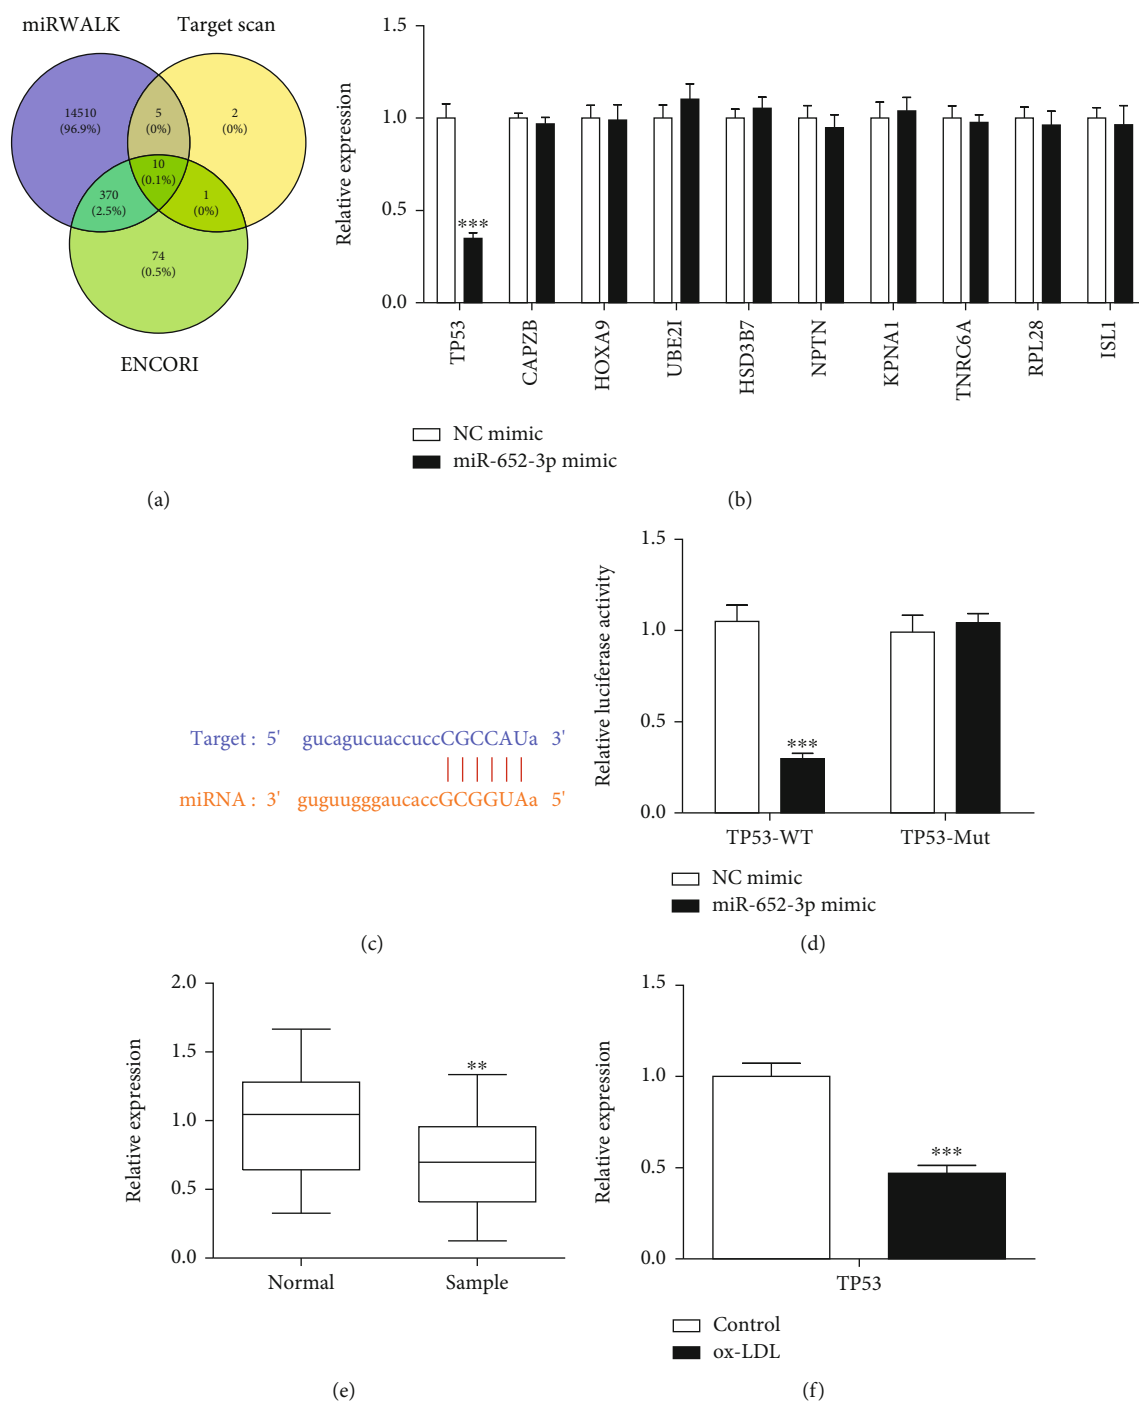 miRWALK Target scan
14510
(96.9%)
5
(0%)
2
(0%)
10
(0.1%)
370
(2.5%)
1
(0%)
74
(0.5%)
ENCORI
(a)
Relative expression
1.5
1.0
0.5
0.0
***
TP53
CAPZB
HOXA9
UBE2I
HSD3B7
NPTN
KPNA1
TNRC6A
RPL28
ISL1
NC mimic
miR-652-3p mimic
(b)
Target : 5' gucagucuaccuccCGCCAUa 3'
miRNA : 3' guguugggaucaccGCGGUAa 5'
(c)
Relative luciferase activity
1.5
1.0
0.5
0.0
***
TP53-WT TP53-Mut
NC mimic
miR-652-3p mimic
(d)
Relative expression
2.0
1.5
1.0
0.5
0.0
**
Normal Sample
(e)
Relative expression
1.5
1.0
0.5
0.0
***
TP53
Control
ox-LDL
(f)